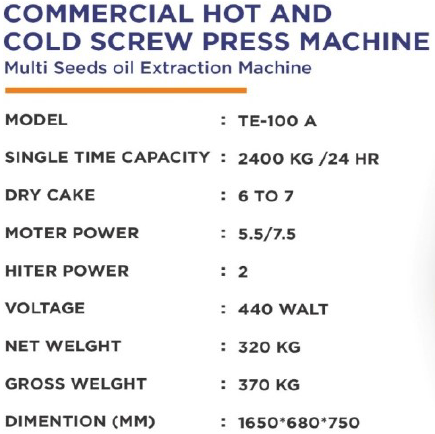 COMMERCIAL HOT AND
COLD SCREW PRESS MACHINE
Multi Seeds oil Extraction Machine
MODEL : TE-100 A
SINGLE TIME CAPACITY : 2400 KG /24 HR
DRY CAKE : 6 TO 7
MOTER POWER : 5.5/7.5
HITER POWER : 2
VOLTAGE : 440 WALT
NET WELGHT : 320 KG
GROSS WELGHT : 370 KG
DIMENTION (MM) : 1650*680*750